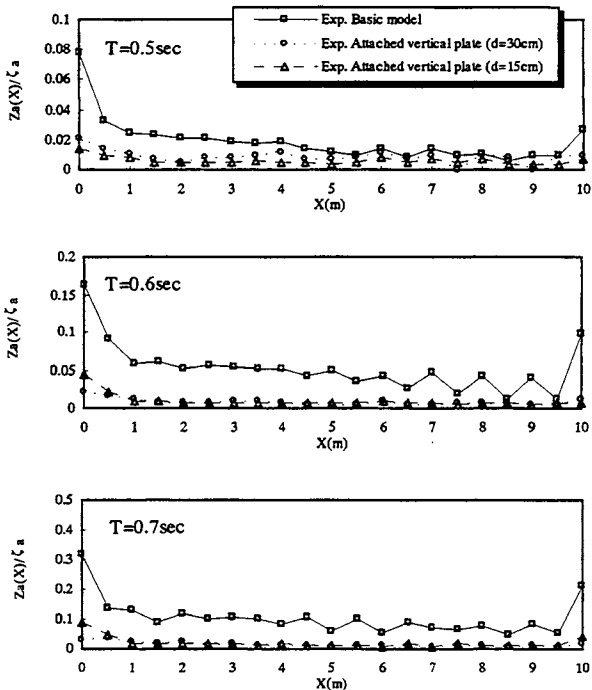 Exp. Basic model
Exp. Attached vertical plate (d=30cm)
Exp. Attached vertical plate (d=15cm)
T=0.5sec
Za(X)/ζa
0.1
0.08
0.06
0.04
0.02
0
0 1 2 3 4 5 6 7 8 9 10
X(m)
T=0.6sec
Za(X)/ζa
0.2
0.15
0.1
0.05
0
0 1 2 3 4 5 6 7 8 9 10
X(m)
T=0.7sec
Za(X)/ζa
0.5
0.4
0.3
0.2
0.1
0
0 1 2 3 4 5 6 7 8 9 10
X(m)